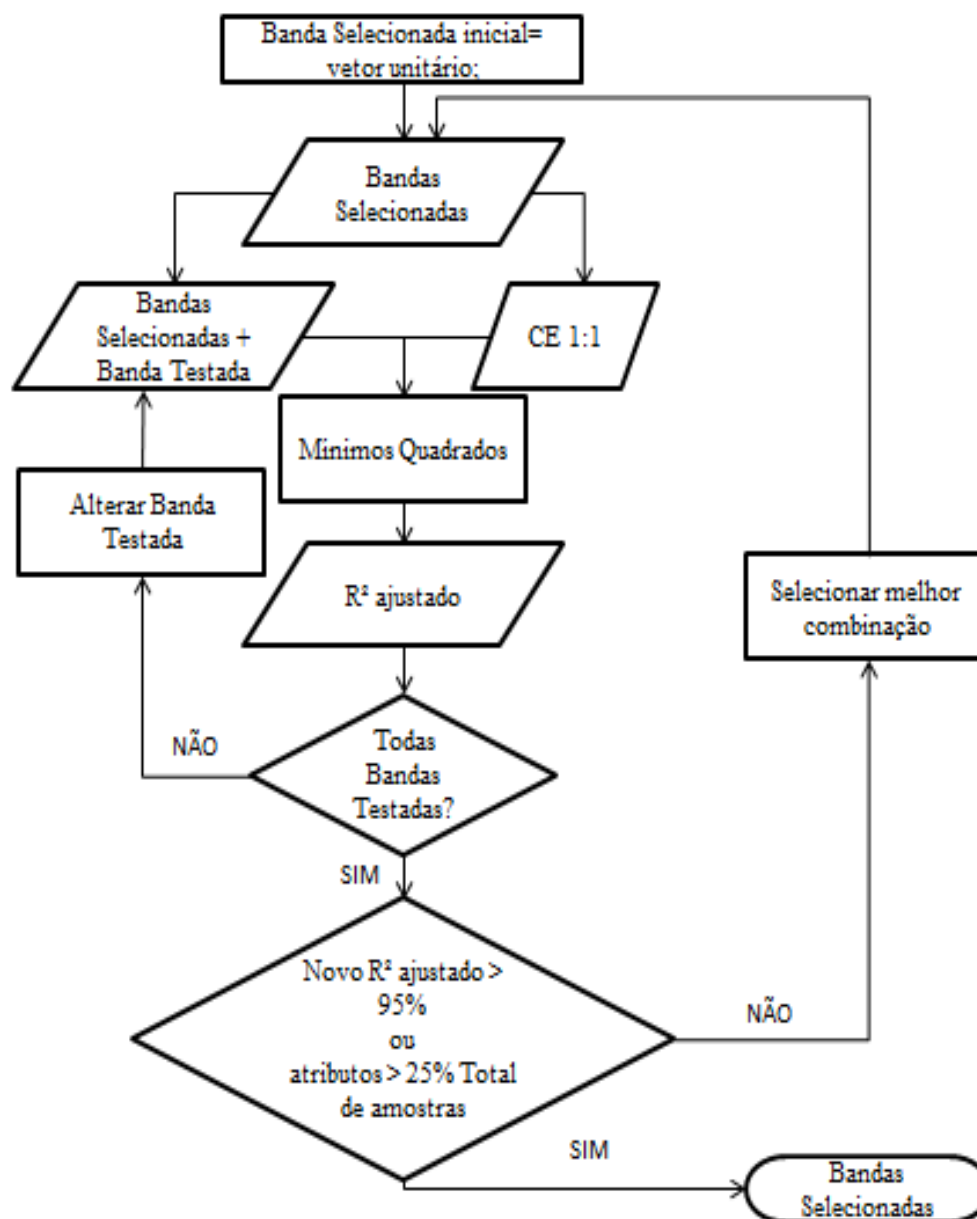 Banda Selecionada inicial=
vetor unitário;
Bandas
Selecionadas
Bandas
Selecionadas +
Banda Testada
CE 1:1
Mínimos Quadrados
Alterar Banda
Testada
R² ajustado
Selecionar melhor
combinação
NÃO
Todas
Bandas
Testadas?
SIM
Novo R² ajustado >
95%
ou
atributos > 25% Total
de amostras
NÃO
SIM
Bandas
Selecionadas